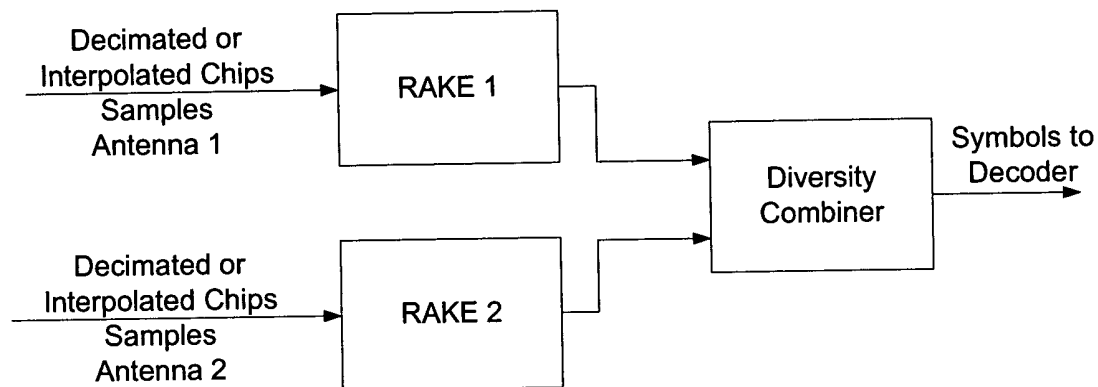 Decimated or
Interpolated Chips
Samples
Antenna 1
RAKE 1
Diversity
Combiner
Symbols to
Decoder
Decimated or
Interpolated Chips
Samples
Antenna 2
RAKE 2